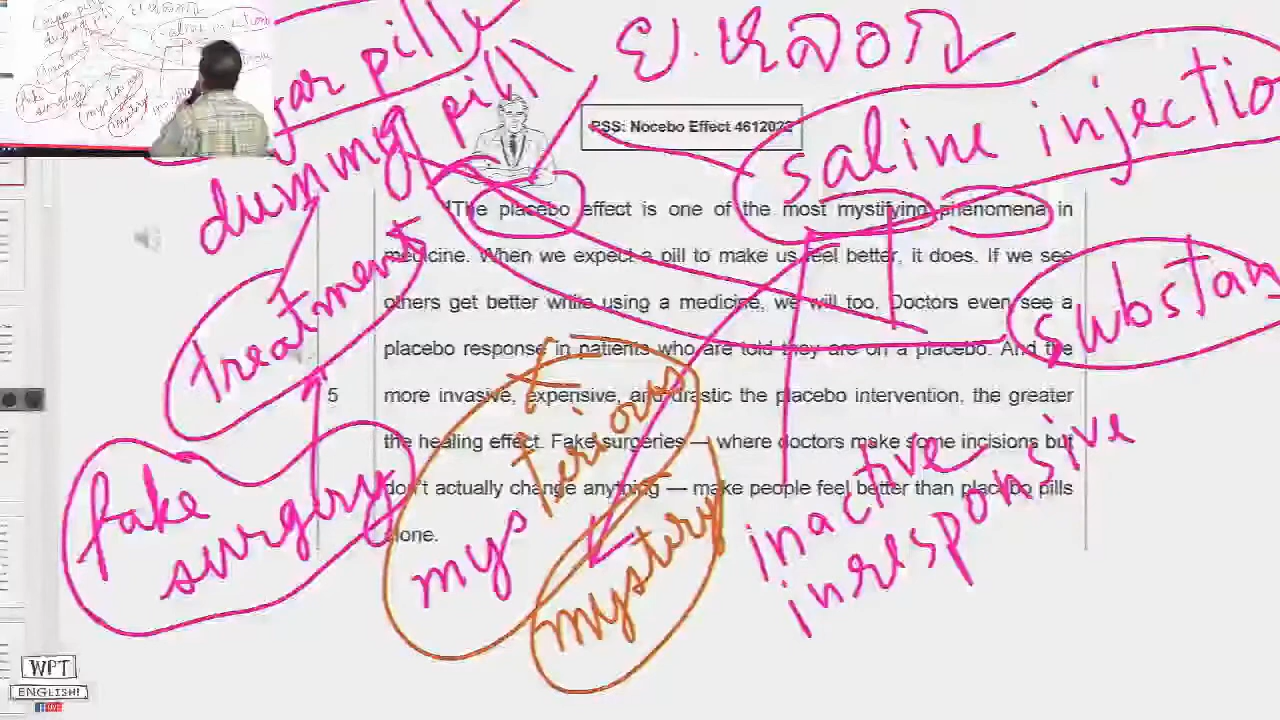 sugar pills
dummy pill
ย.หลอก
saline injectio
PSS: Nocebo Effect 4612022
"The placebo effect is one of the most mystifying phenomena in
medicine. When we expect a pill to make us feel better, it does. If we see
others get better while using a medicine, we will too. Doctors even see a
placebo response in patients who are told they are on a placebo. And the
5 more invasive, expensive, and drastic the placebo intervention, the greater
the healing effect. Fake surgeries — where doctors make some incisions but
don't actually change anything — make people feel better than placebo pills
alone.
treatment
substan
fake
surgery
mysterious
mystery
inactive
inresponsive
WPT
ENGLISH!
LIVE